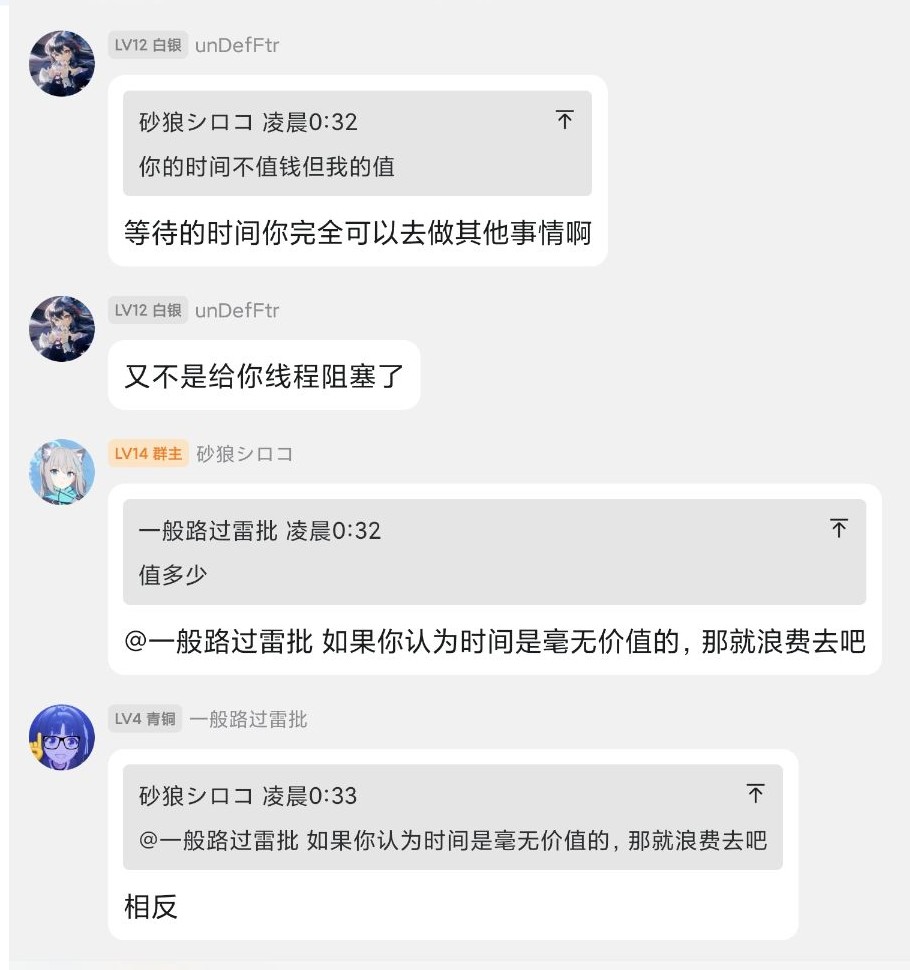 LV12 白银 unDefFtr
砂狼シロコ 凌晨0:32
你的时间不值钱但我的值
等待的时间你完全可以去做其他事情啊
LV12 白银 unDefFtr
又不是给你线程阻塞了
LV14 群主 砂狼シロコ
一般路过雷批 凌晨0:32
值多少
@一般路过雷批 如果你认为时间是毫无价值的，那就浪费去吧
LV4 青铜 一般路过雷批
砂狼シロコ 凌晨0:33
@一般路过雷批 如果你认为时间是毫无价值的，那就浪费去吧
相反